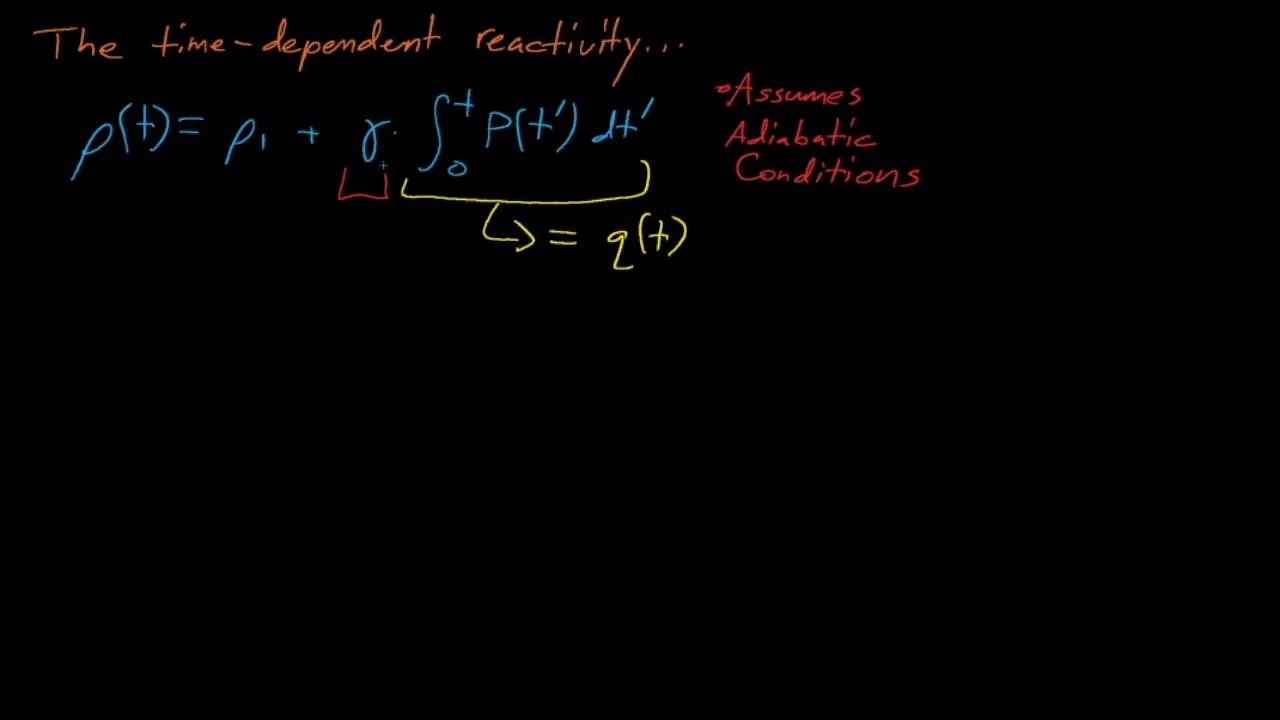 The time-dependent reactivity...
ρ(t) = ρ₁ + γ · ∫₀ᵗ P(t′) dt′
Assumes
Adiabatic
Conditions
↳ = q(t)